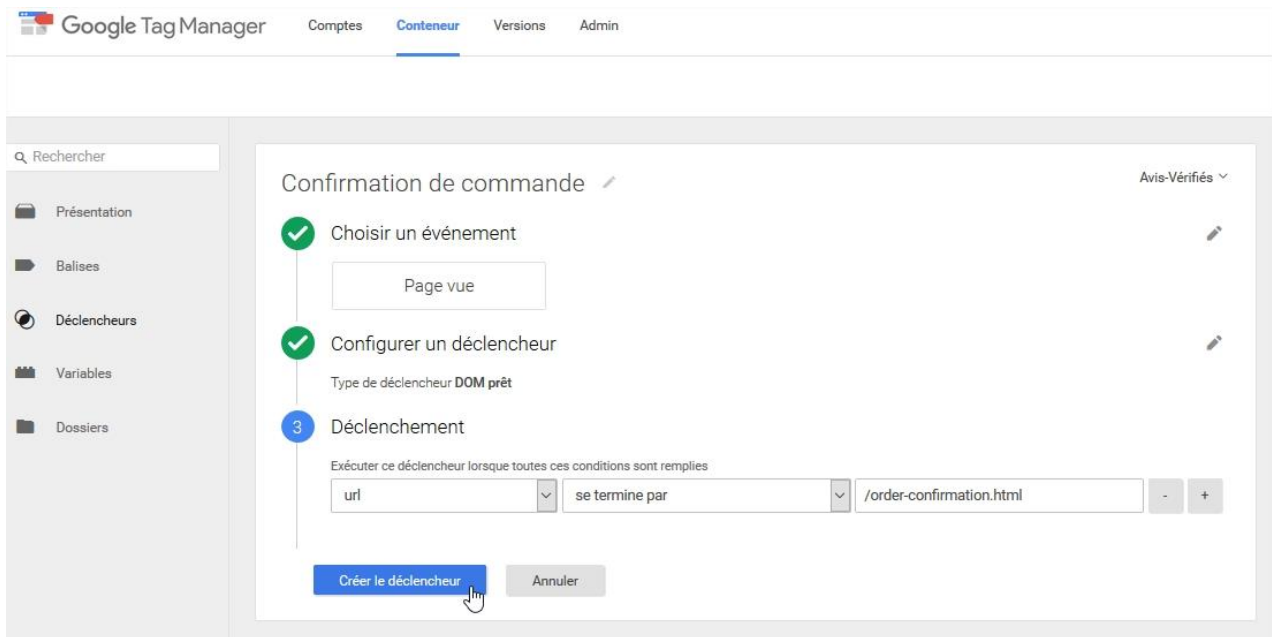 Google Tag Manager Comptes Conteneur Versions Admin
Rechercher
Présentation
Balises
Déclencheurs
Variables
Dossiers
Confirmation de commande
Avis-Vérifiés
Choisir un événement
Page vue
Configurer un déclencheur
Type de déclencheur DOM prêt
3 Déclenchement
Exécuter ce déclencheur lorsque toutes ces conditions sont remplies
url se termine par /order-confirmation.html - +
Créer le déclencheur Annuler